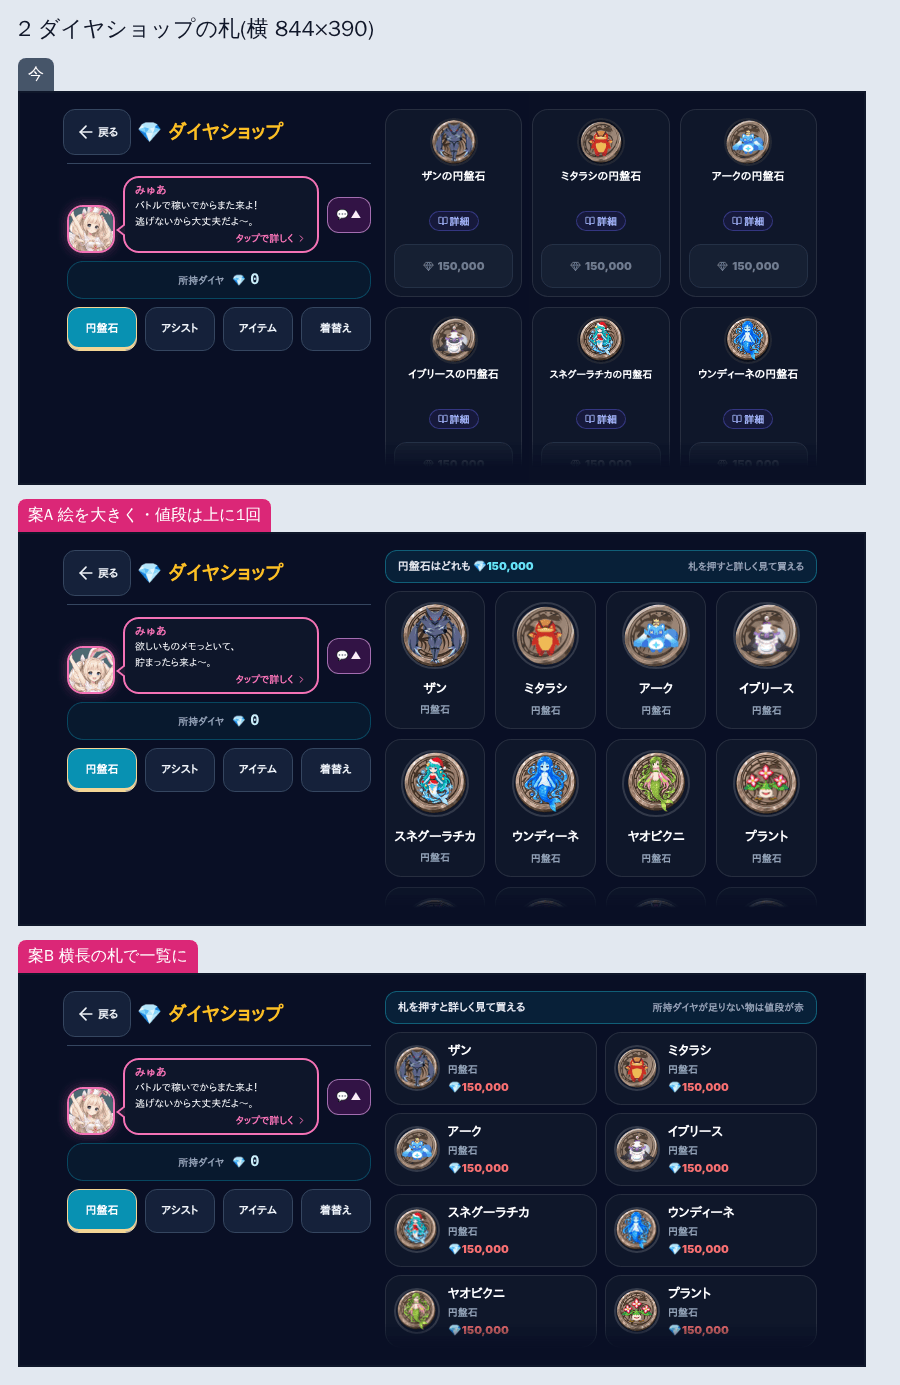 2 ダイヤショップの札(横 844×390)
今
戻る
ダイヤショップ
みゅあ
バトルで稼いでからまた来よ!
逃げないから大丈夫だよ〜。
タップで詳しく
所持ダイヤ 0
円盤石
アシスト
アイテム
着替え
ザンの円盤石
ミタラシの円盤石
アークの円盤石
詳細
詳細
詳細
150,000
150,000
150,000
イブリースの円盤石
スネグーラチカの円盤石
ウンディーネの円盤石
詳細
詳細
詳細
150,000
150,000
150,000
案A 絵を大きく・値段は上に1回
戻る
ダイヤショップ
みゅあ
欲しいものメモっといて、
貯まったら来よ〜。
タップで詳しく
所持ダイヤ 0
円盤石
アシスト
アイテム
着替え
円盤石はどれも 150,000
札を押すと詳しく見て買える
ザン
円盤石
ミタラシ
円盤石
アーク
円盤石
イブリース
円盤石
スネグーラチカ
円盤石
ウンディーネ
円盤石
ヤオビクニ
円盤石
プラント
円盤石
案B 横長の札で一覧に
戻る
ダイヤショップ
みゅあ
バトルで稼いでからまた来よ!
逃げないから大丈夫だよ〜。
タップで詳しく
所持ダイヤ 0
円盤石
アシスト
アイテム
着替え
札を押すと詳しく見て買える
所持ダイヤが足りない物は値段が赤
ザン
円盤石
150,000
ミタラシ
円盤石
150,000
アーク
円盤石
150,000
イブリース
円盤石
150,000
スネグーラチカ
円盤石
150,000
ウンディーネ
円盤石
150,000
ヤオビクニ
円盤石
150,000
プラント
円盤石
150,000